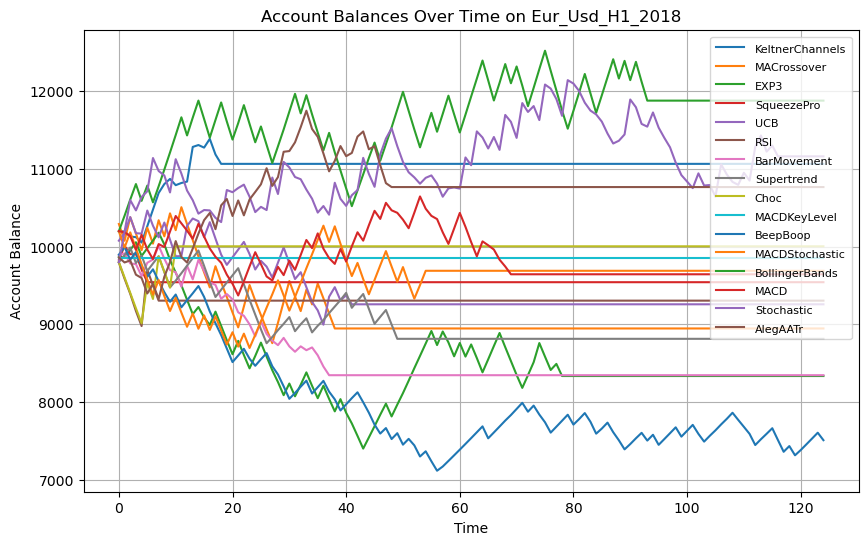 Account Balances Over Time on Eur_Usd_H1_2018
Account Balance
12000
11000
10000
9000
8000
7000
0
20
40
60
80
100
120
Time
KeltnerChannels
MACrossover
EXP3
SqueezePro
UCB
RSI
BarMovement
Supertrend
Choc
MACDKeyLevel
BeepBoop
MACDStochastic
BollingerBands
MACD
Stochastic
AlegAATr